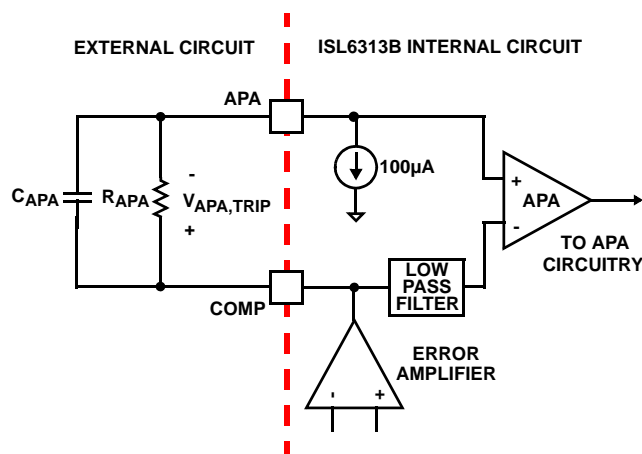 EXTERNAL CIRCUIT
ISL6313B INTERNAL CIRCUIT
APA
100µA
CAPA
RAPA
-
VAPA,TRIP
+
+
APA
-
TO APA
CIRCUITRY
LOW
PASS
FILTER
COMP
ERROR
AMPLIFIER
- +